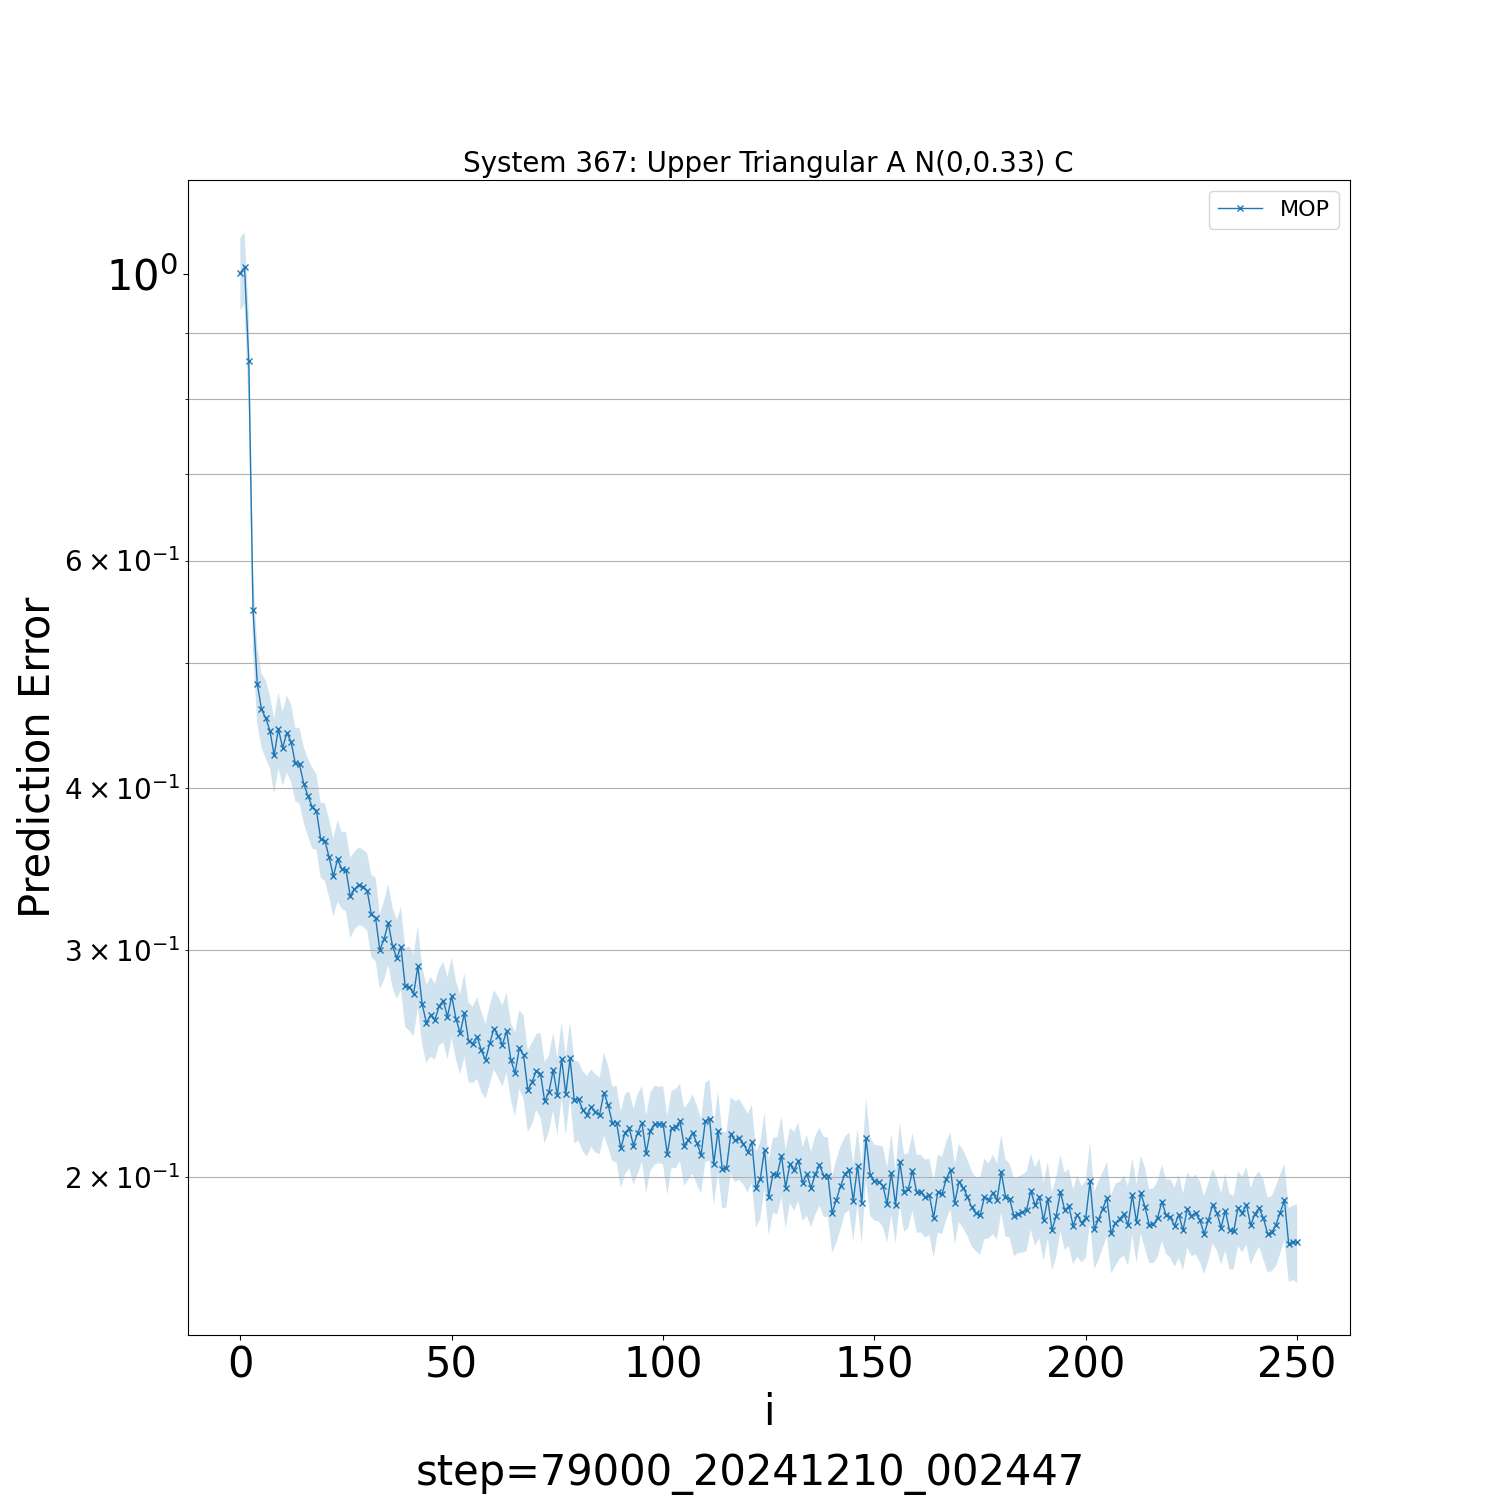 System 367: Upper Triangular A N(0,0.33) C
MOP
10⁰
6 × 10⁻¹
4 × 10⁻¹
3 × 10⁻¹
2 × 10⁻¹
Prediction Error
0 50 100 150 200 250
i
step=79000_20241210_002447